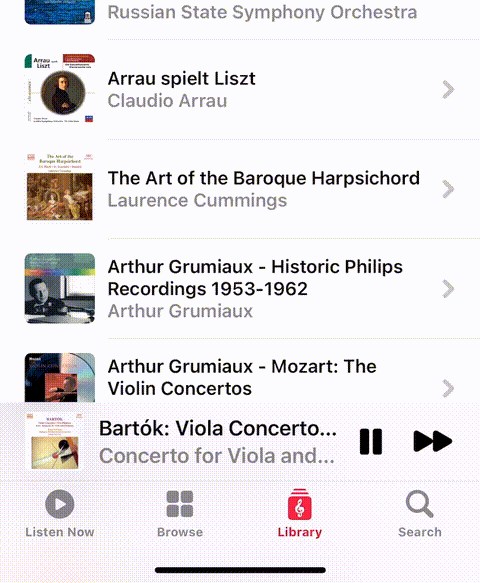 Russian State Symphony Orchestra
Arrau spielt Liszt
Claudio Arrau
The Art of the Baroque Harpsichord
Laurence Cummings
Arthur Grumiaux - Historic Philips
Recordings 1953-1962
Arthur Grumiaux
Arthur Grumiaux - Mozart: The
Violin Concertos
Bartók: Viola Concerto...
Concerto for Viola and...
Listen Now
Browse
Library
Search